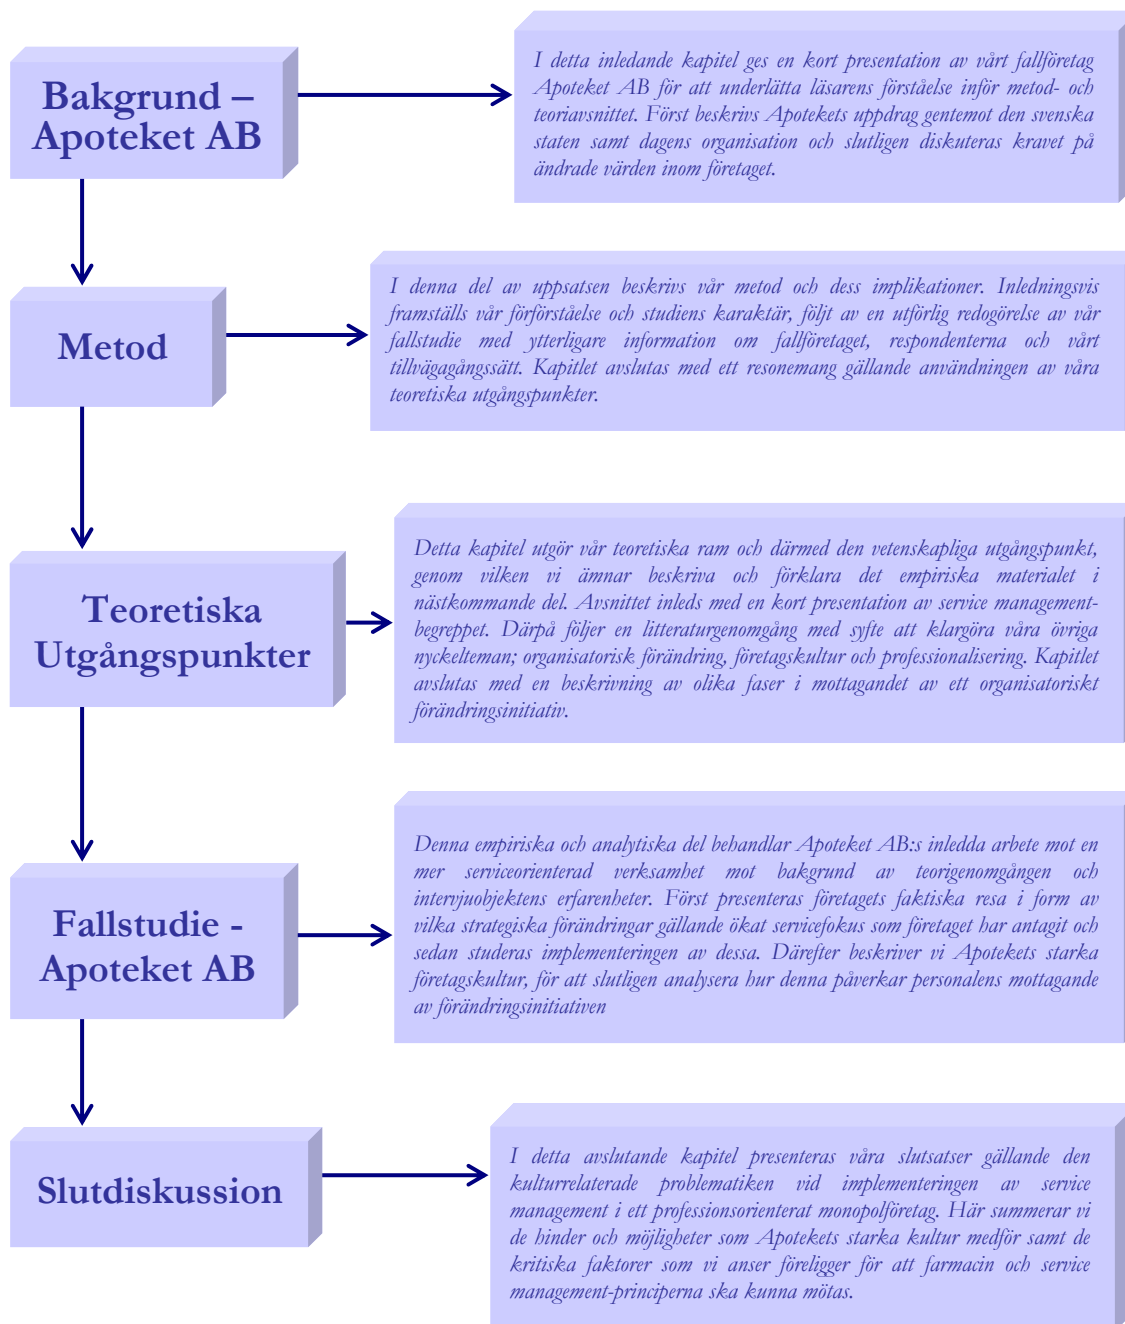 Bakgrund –
Apoteket AB
I detta inledande kapitel ges en kort presentation av vårt fallföretag
Apoteket AB för att underlätta läsarens förståelse inför metod- och
teoriavsnittet. Först beskrivs Apotekets uppdrag gentemot den svenska
staten samt dagens organisation och slutligen diskuteras kravet på
ändrade värden inom företaget.
Metod
I denna del av uppsatsen beskrivs vår metod och dess implikationer. Inledningsvis
framställs vår förförståelse och studiens karaktär, följt av en utförlig redogörelse av vår
fallstudie med ytterligare information om fallföretaget, respondenterna och vårt
tillvägagångssätt. Kapitlet avslutas med ett resonemang gällande användningen av våra
teoretiska utgångspunkter.
Teoretiska
Utgångspunkter
Detta kapitel utgör vår teoretiska ram och därmed den vetenskapliga utgångspunkt,
genom vilken vi ämnar beskriva och förklara det empiriska materialet i
nästkommande del. Avsnittet inleds med en kort presentation av service management-
begreppet. Därpå följer en litteraturgenomgång med syfte att klargöra våra övriga
nyckelteman; organisatorisk förändring, företagskultur och professionalisering. Kapitlet
avslutas med en beskrivning av olika faser i mottagandet av ett organisatoriskt
förändringsinitiativ.
Fallstudie -
Apoteket AB
Denna empiriska och analytiska del behandlar Apoteket AB:s inledda arbete mot en
mer serviceorienterad verksamhet mot bakgrund av teorigenomgången och
intervjuobjektens erfarenheter. Först presenteras företagets faktiska resa i form av
vilka strategiska förändringar gällande ökat servicefokus som företaget har antagit och
sedan studeras implementeringen av dessa. Därefter beskriver vi Apotekets starka
företagskultur, för att slutligen analysera hur denna påverkar personalens mottagande
av förändringsinitiativen
Slutdiskussion
I detta avslutande kapitel presenteras våra slutsatser gällande den
kulturrelaterade problematiken vid implementeringen av service
management i ett professionsorienterat monopolföretag. Här summerar vi
de hinder och möjligheter som Apotekets starka kultur medför samt de
kritiska faktorer som vi anser föreligger för att farmacin och service
management-principerna ska kunna mötas.